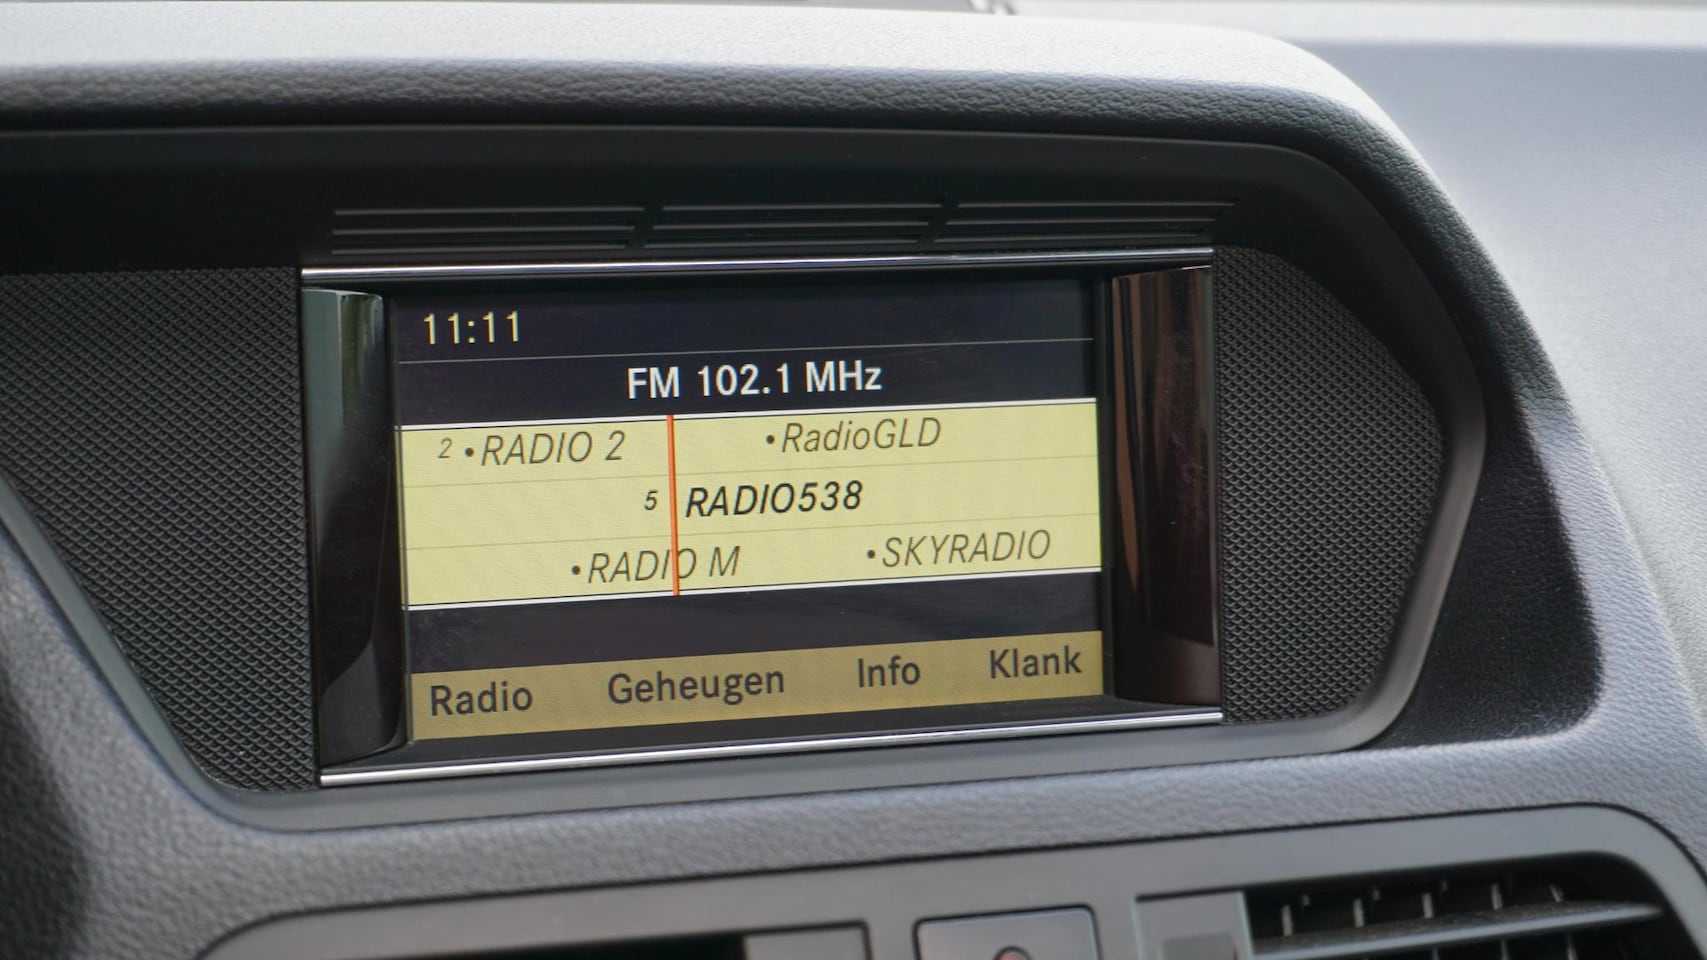 11:11
FM 102.1 MHz
2 •RADIO 2 •RadioGLD
5 RADIO538
•RADIO M •SKYRADIO
Radio Geheugen Info Klank